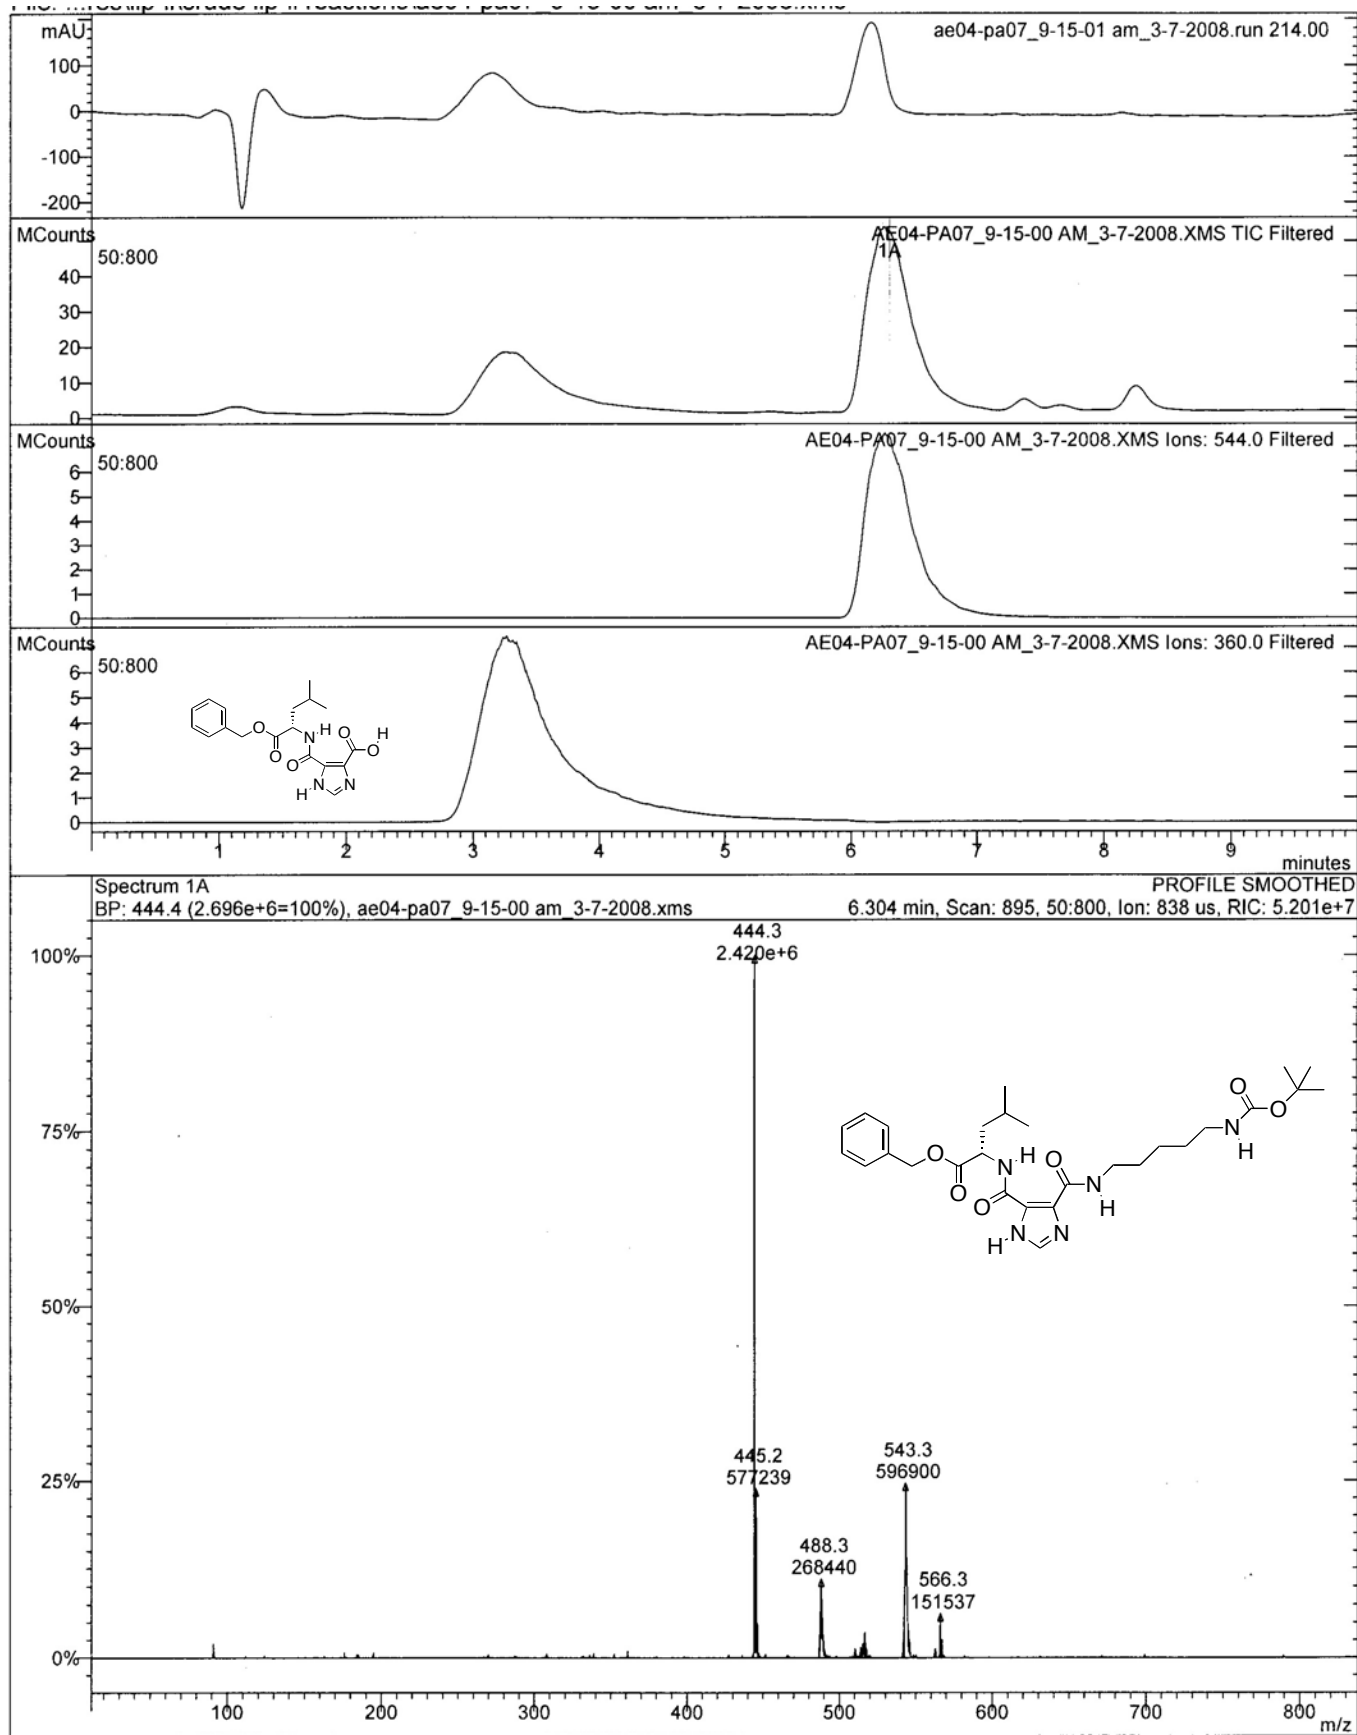 mAU
ae04-pa07_9-15-01 am_3-7-2008.run 214.00
100
0
-100
-200
MCounts
AE04-PA07_9-15-00 AM_3-7-2008.XMS TIC Filtered
50:800
1A
40
30
20
10
0
MCounts
AE04-PA07_9-15-00 AM_3-7-2008.XMS Ions: 544.0 Filtered
50:800
6
5
4
3
2
1
0
MCounts
AE04-PA07_9-15-00 AM_3-7-2008.XMS Ions: 360.0 Filtered
50:800
6
5
4
3
2
1
0
O O N H O O H O H N N
1 2 3 4 5 6 7 8 9
minutes
Spectrum 1A
PROFILE SMOOTHED
BP: 444.4 (2.696e+6=100%), ae04-pa07_9-15-00 am_3-7-2008.xms
6.304 min, Scan: 895, 50:800, Ion: 838 us, RIC: 5.201e+7
444.3
2.420e+6
100%
75%
50%
25%
0%
O O N H O O N H N H O O H N N
445.2
577239
543.3
596900
488.3
268440
566.3
151537
100 200 300 400 500 600 700 800
m/z